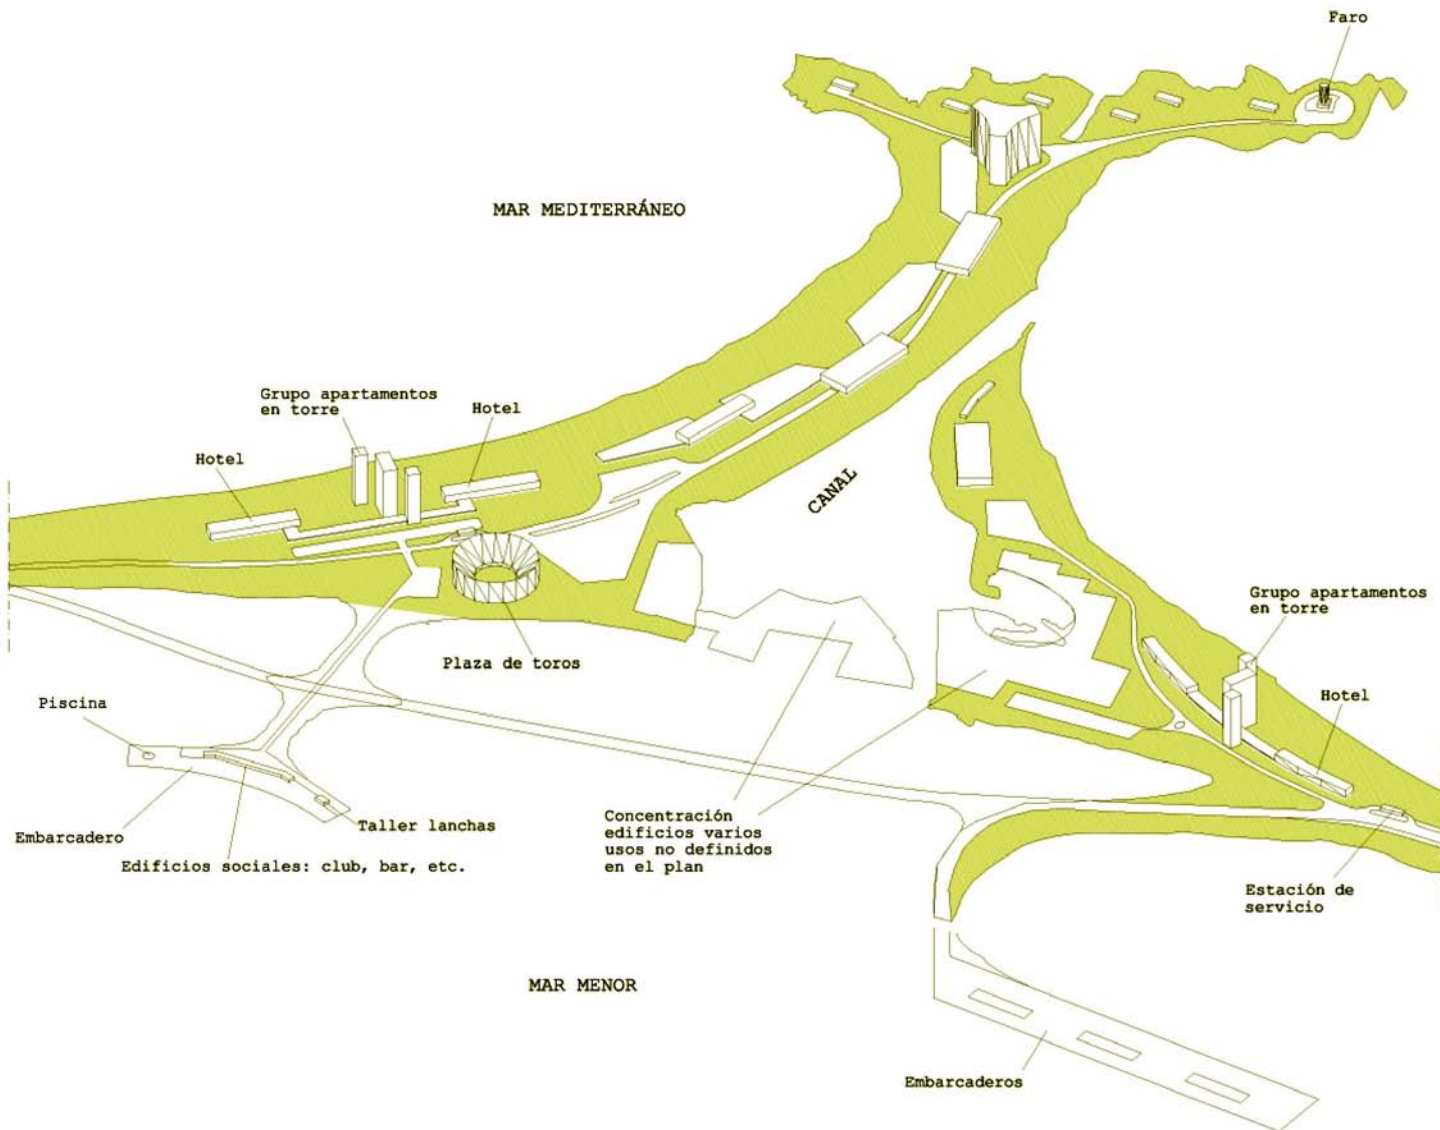 Faro
MAR MEDITERRÁNEO
Grupo apartamentos
en torre
Hotel
Hotel
CANAL
Grupo apartamentos
en torre
Plaza de toros
Hotel
Piscina
Concentración
edificios varios
usos no definidos
en el plan
Taller lanchas
Embarcadero
Edificios sociales: club, bar, etc.
Estación de
servicio
MAR MENOR
Embarcaderos